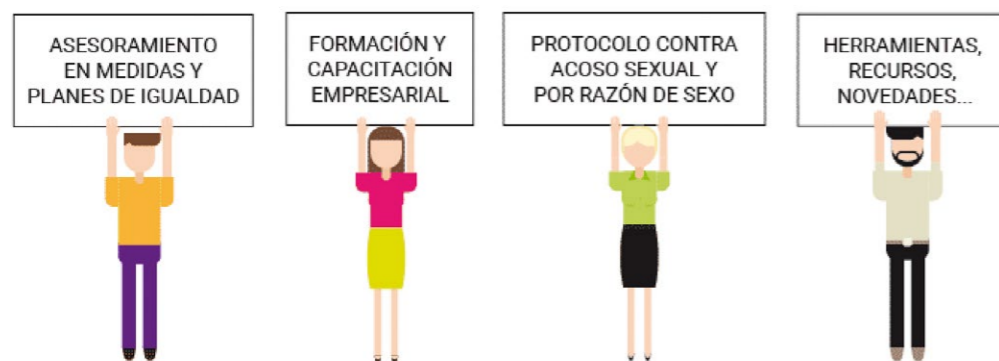 ASESORAMIENTO
EN MEDIDAS Y
PLANES DE IGUALDAD
FORMACIÓN Y
CAPACITACIÓN
EMPRESARIAL
PROTOCOLO CONTRA
ACOSO SEXUAL Y
POR RAZÓN DE SEXO
HERRAMIENTAS,
RECURSOS,
NOVEDADES...